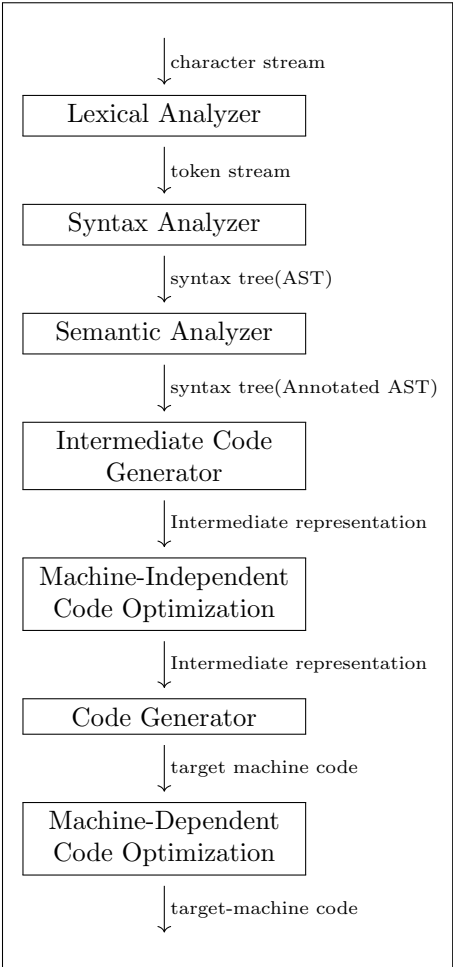 character stream
Lexical Analyzer
token stream
Syntax Analyzer
syntax tree(AST)
Semantic Analyzer
syntax tree(Annotated AST)
Intermediate Code
Generator
Intermediate representation
Machine-Independent
Code Optimization
Intermediate representation
Code Generator
target machine code
Machine-Dependent
Code Optimization
target-machine code